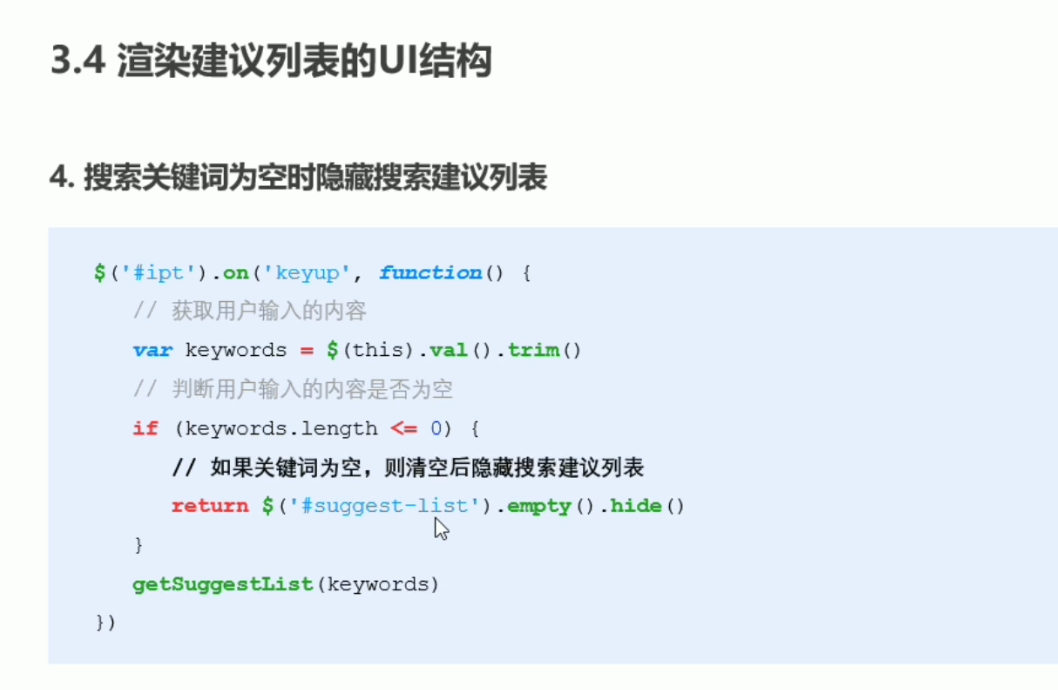 3.4 渲染建议列表的UI结构
4. 搜索关键词为空时隐藏搜索建议列表
$('#ipt').on('keyup', function() {
// 获取用户输入的内容
var keywords = $(this).val().trim()
// 判断用户输入的内容是否为空
if (keywords.length <= 0) {
// 如果关键词为空，则清空后隐藏搜索建议列表
return $('#suggest-list').empty().hide()
}
getSuggestList(keywords)
})